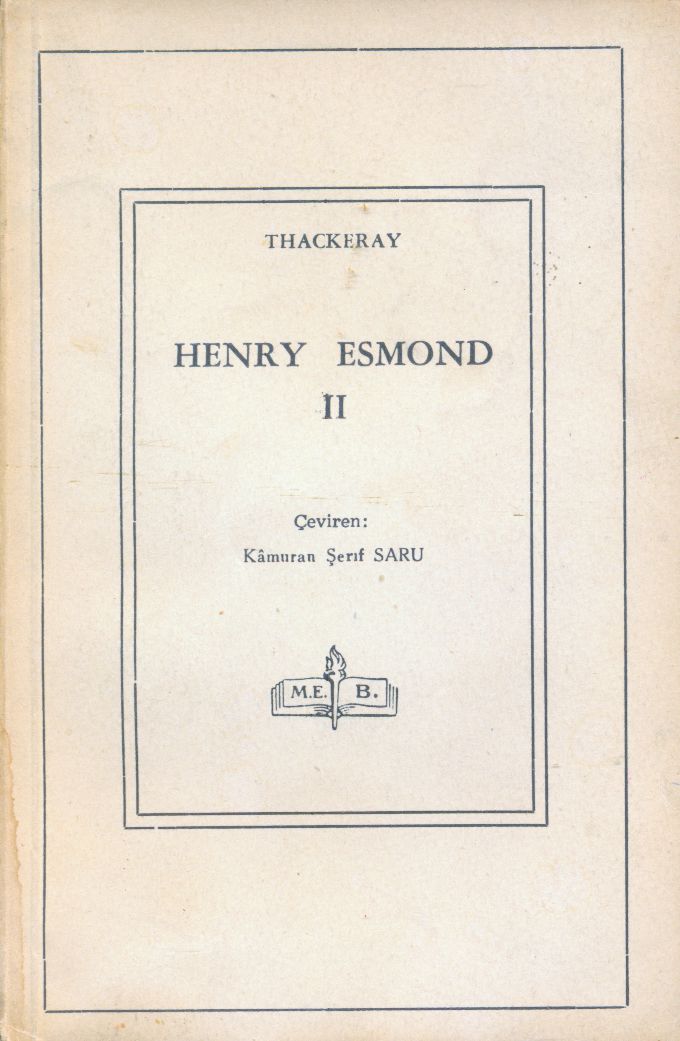 THACKERAY
HENRY ESMOND
II
Çeviren:
Kâmuran Şerif SARU
M.E. B.